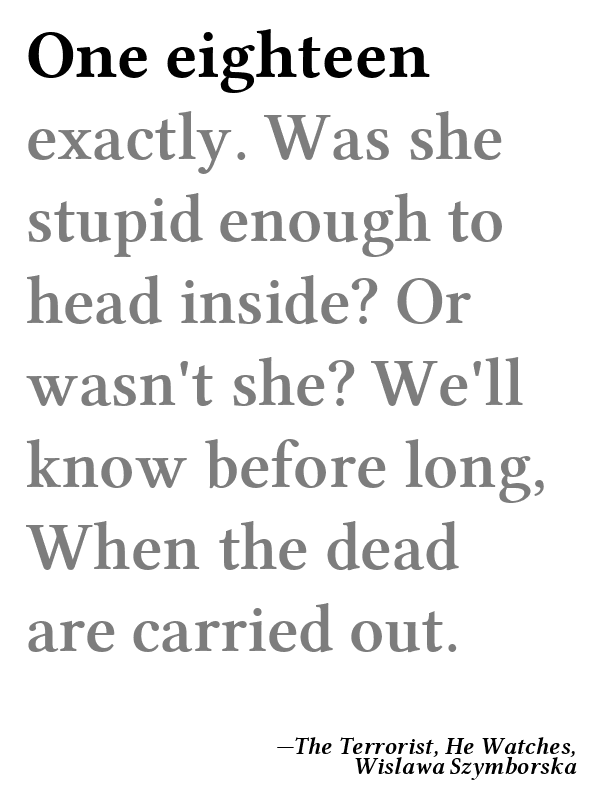 One eighteen
exactly. Was she
stupid enough to
head inside? Or
wasn't she? We'll
know before long,
When the dead
are carried out.
—The Terrorist, He Watches,
Wislawa Szymborska